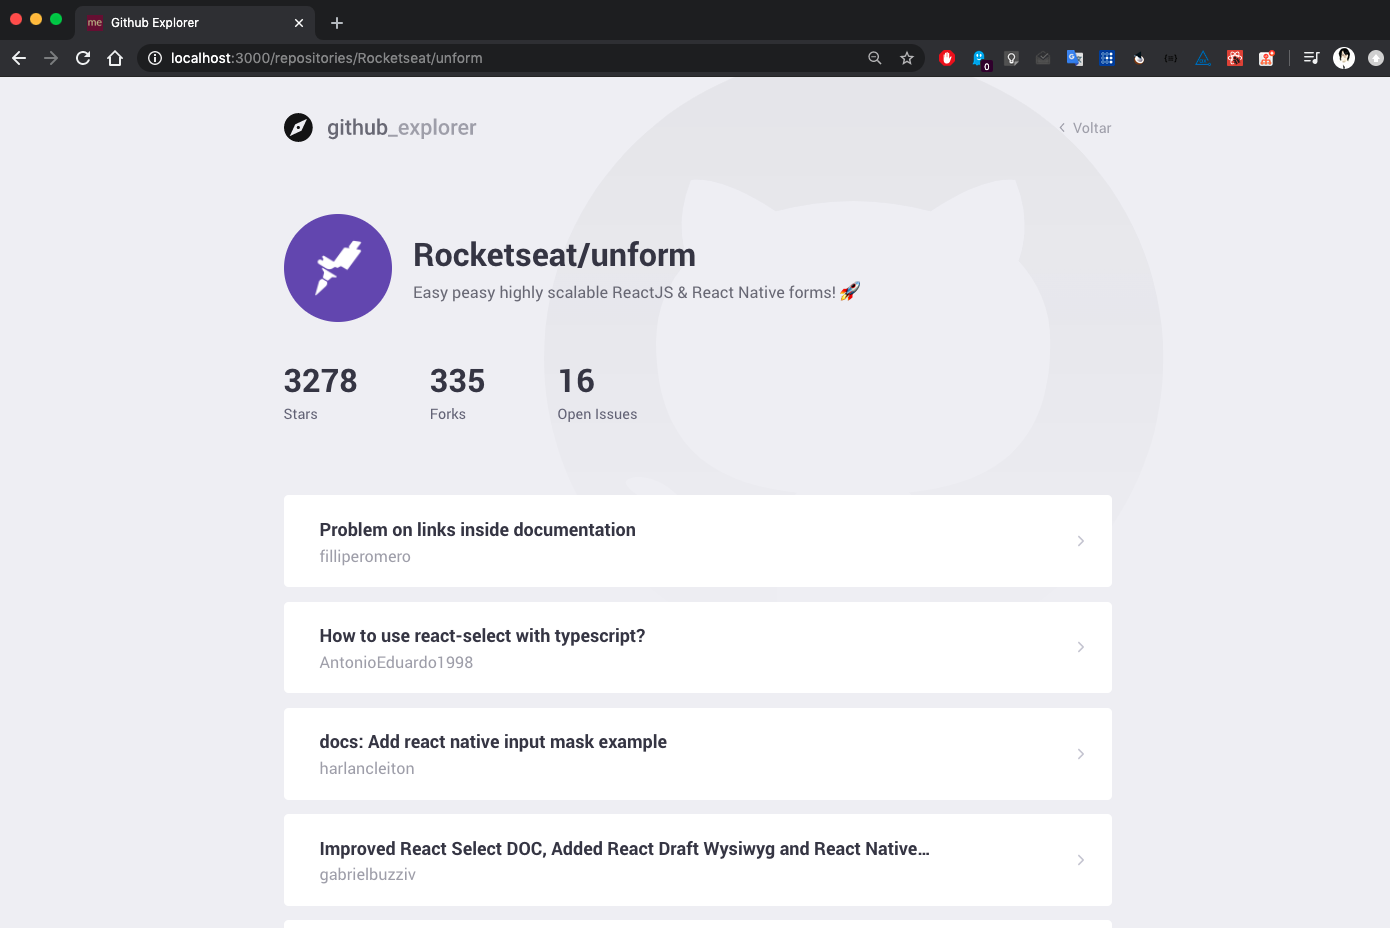 me Github Explorer
localhost:3000/repositories/Rocketseat/unform
0
github_explorer
Voltar
Rocketseat/unform
Easy peasy highly scalable ReactJS & React Native forms! 🚀
3278 335 16
Stars Forks Open Issues
Problem on links inside documentation
filliperomero
How to use react-select with typescript?
AntonioEduardo1998
docs: Add react native input mask example
harlancleiton
Improved React Select DOC, Added React Draft Wysiwyg and React Native...
gabrielbuzziv